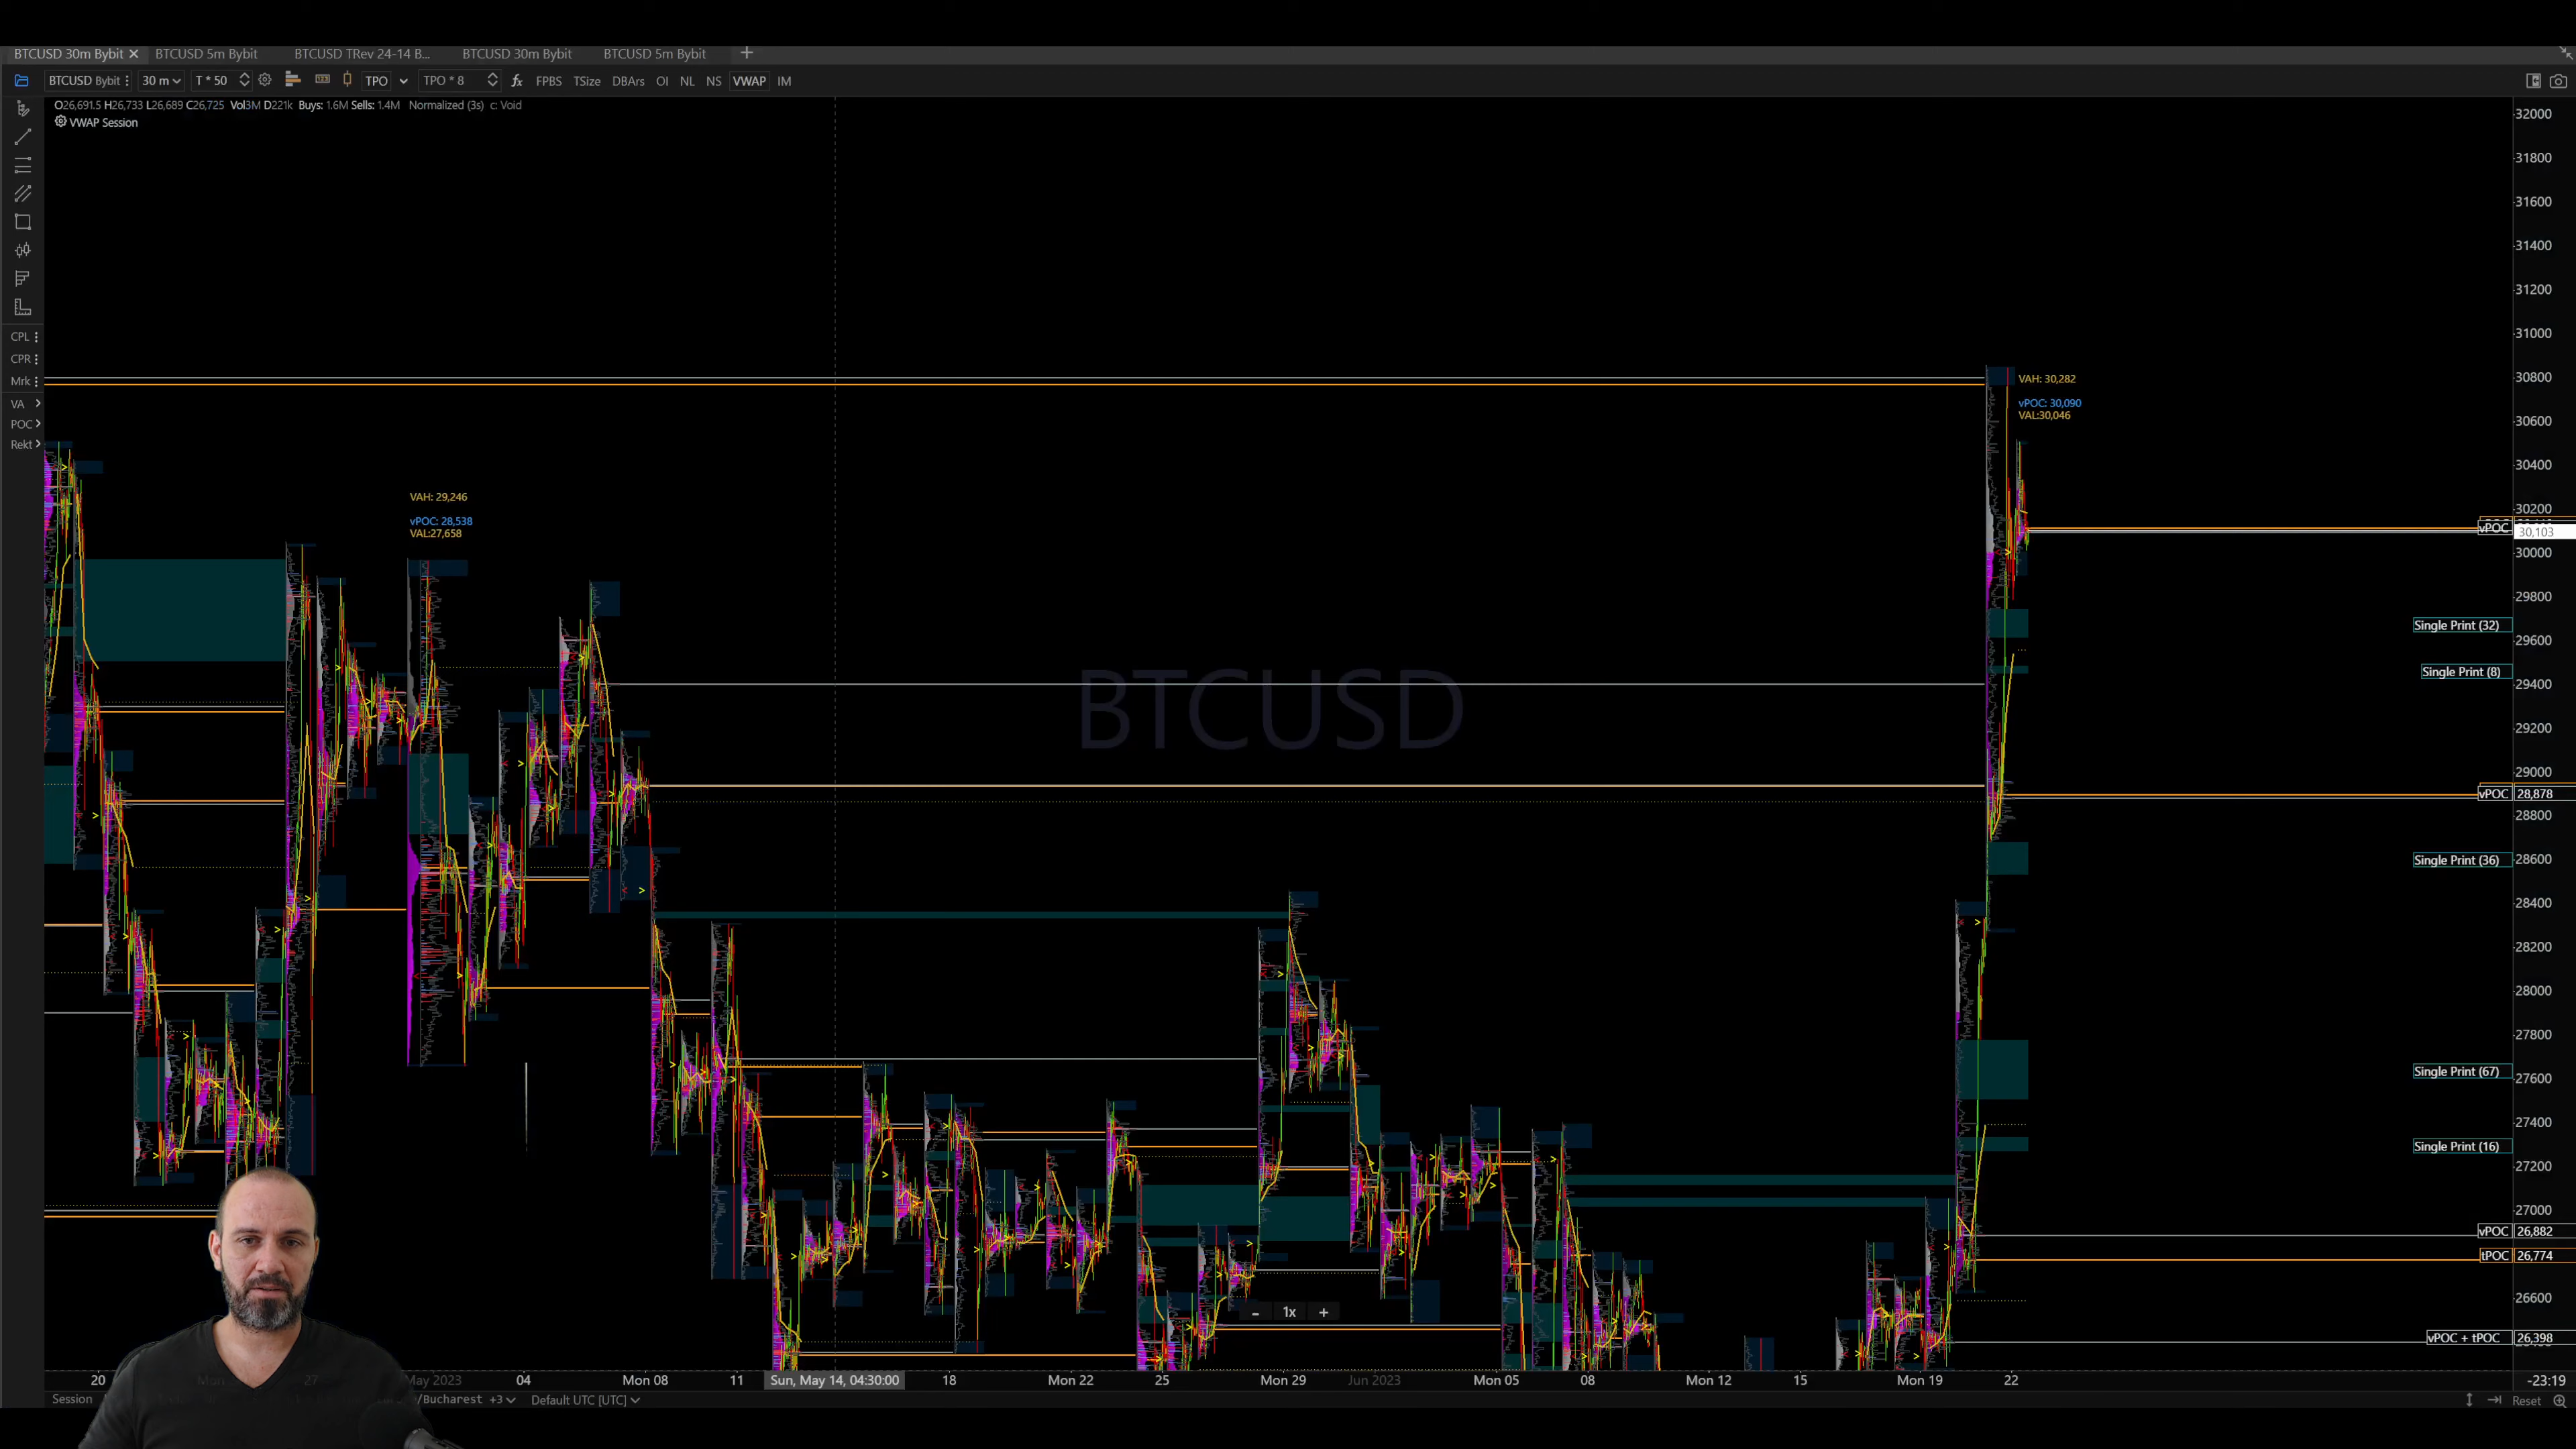 BTCUSD 30m Bybit BTCUSD 5m Bybit BTCUSD TRev 24-14 B... BTCUSD 30m Bybit BTCUSD 5m Bybit
BTCUSD Bybit 30 m T * 50 TPO TPO * 8 fx FPBS TSize DBArs OI NL NS VWAP IM
O26,691.5 H26,733 L26,689 C26,725 Vol3M D221k Buys: 1.6M Sells: 1.4M Normalized (3s) c: Void
VWAP Session
CPL
CPR
Mrk
VA
POC
Rekt
VAH: 29,246
vPOC: 28,538
VAL:27,658
VAH: 30,282
vPOC: 30,090
VAL:30,046
BTCUSD
32000
31800
31600
31400
31200
31000
30800
30600
30400
30200
vPOC 30,103
30000
29800
Single Print (32)
29600
Single Print (8)
29400
29200
29000
vPOC 28,878
28800
Single Print (36) 28600
28400
28200
28000
27800
Single Print (67) 27600
27400
Single Print (16)
27200
27000
vPOC 26,882
tPOC 26,774
26600
vPOC + tPOC 26,398
- 1x +
20 27 May 2023 04 Mon 08 11 Sun, May 14, 04:30:00 18 Mon 22 25 Mon 29 Jun 2023 Mon 05 08 Mon 12 15 Mon 19 22 -23:19
Session /Bucharest +3 Default UTC [UTC] Reset